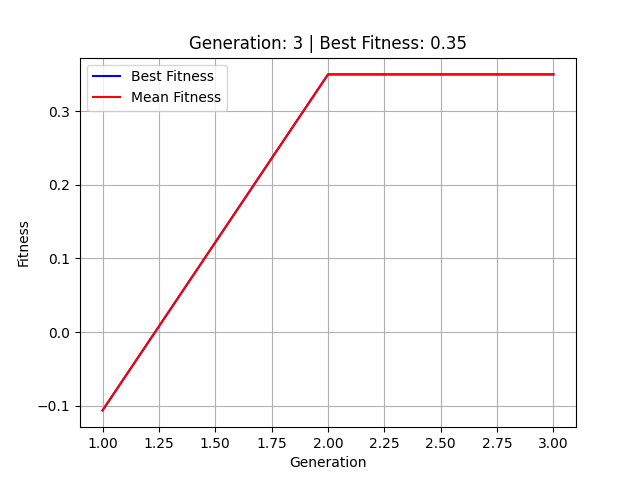 Generation: 3 | Best Fitness: 0.35
Best Fitness
Mean Fitness
Fitness
0.3
0.2
0.1
0.0
−0.1
1.00 1.25 1.50 1.75 2.00 2.25 2.50 2.75 3.00
Generation